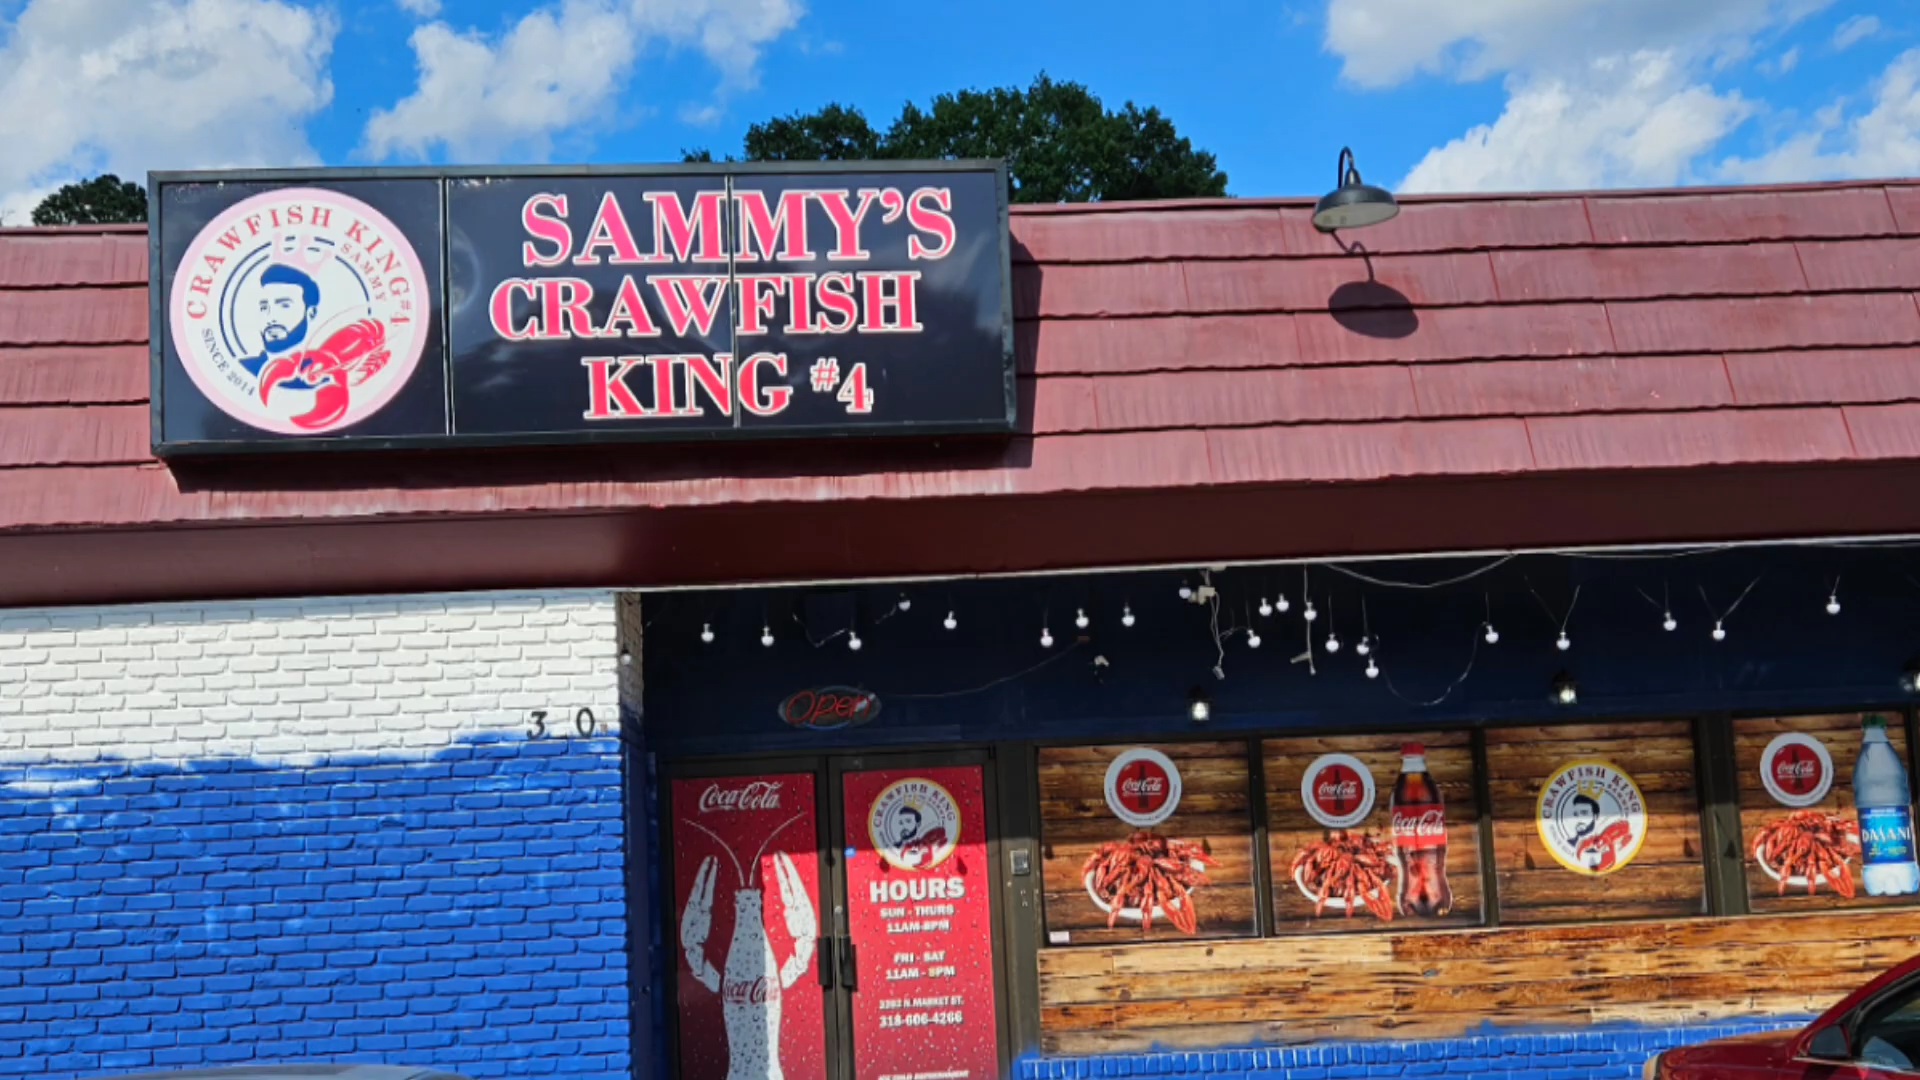 CRAWFISH KING #4
SAMMY
SINCE 2014
SAMMY'S
CRAWFISH
KING #4
3 0
Open
Coca-Cola
Coca-Cola
CRAWFISH KING
HOURS
SUN - THURS
11AM-8PM
FRI - SAT
11AM - 9PM
N MARKET ST.
318-606-4266
Coca-Cola
Coca-Cola
Coca-Cola
CRAWFISH KING
Coca-Cola
DASANI